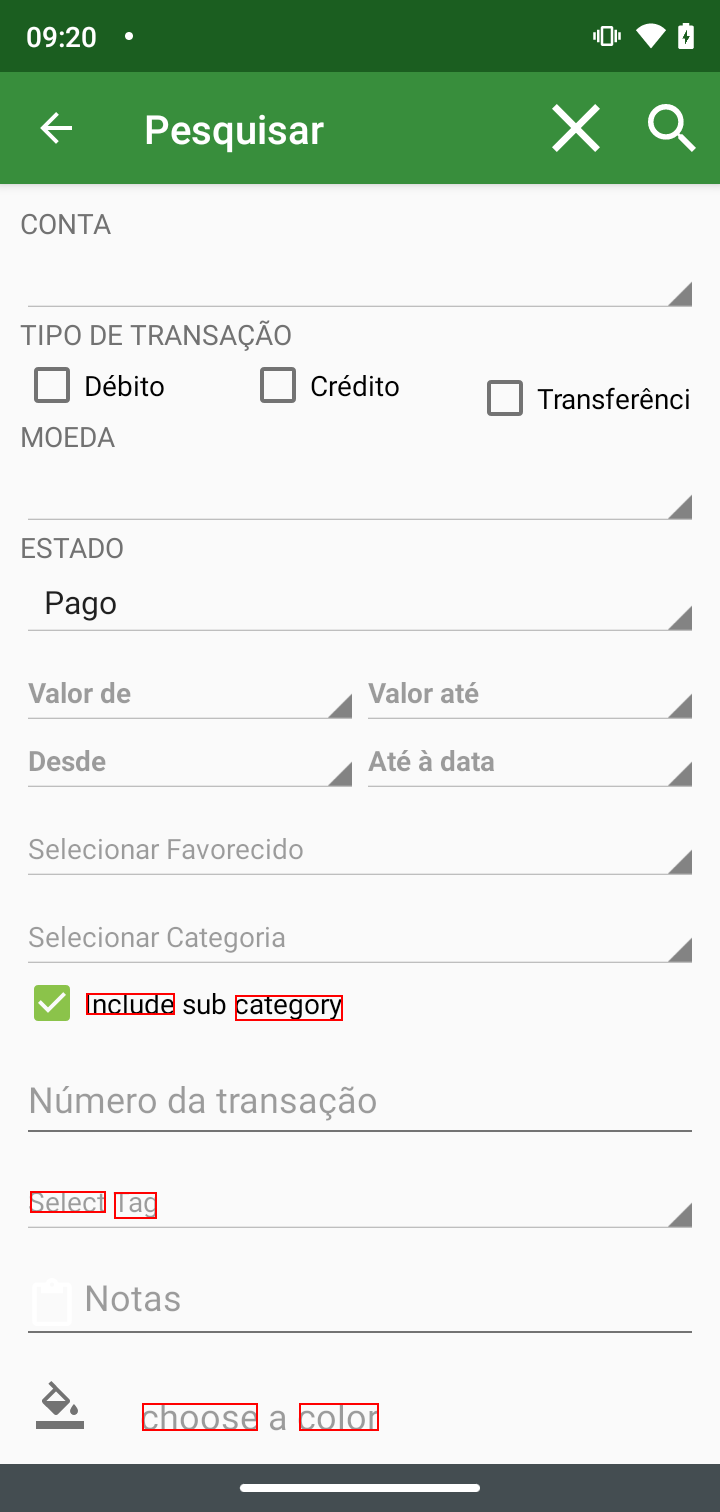 09:20
Pesquisar
CONTA
TIPO DE TRANSAÇÃO
Débito Crédito Transferênci
MOEDA
ESTADO
Pago
Valor de Valor até
Desde Até à data
Selecionar Favorecido
Selecionar Categoria
Include sub category
Número da transação
Select Tag
Notas
choose a color